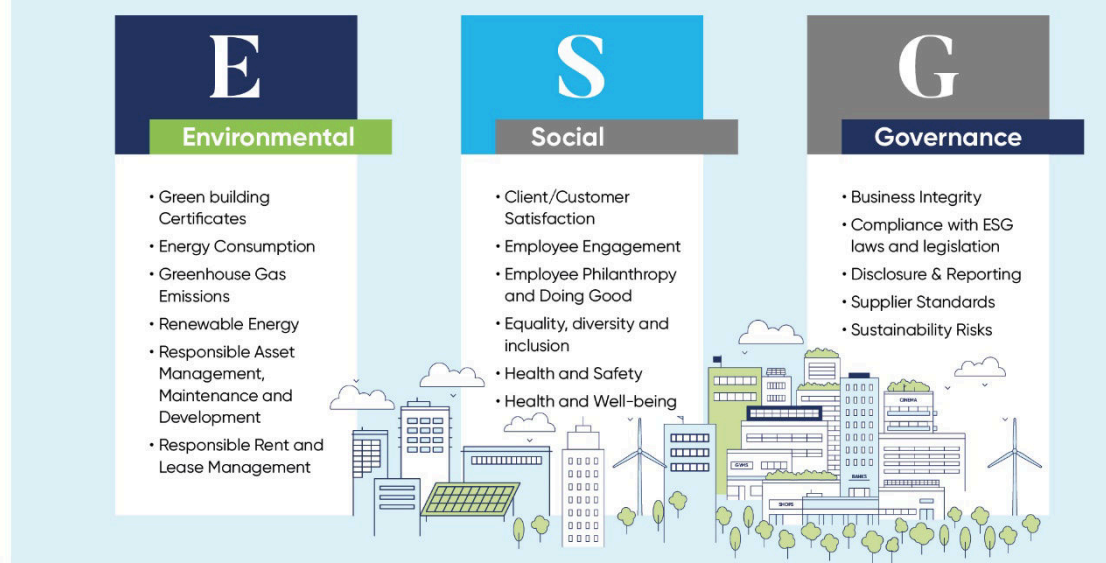 E
Environmental
• Green building
Certificates
• Energy Consumption
• Greenhouse Gas
Emissions
• Renewable Energy
• Responsible Asset
Management,
Maintenance and
Development
• Responsible Rent and
Lease Management
S
Social
• Client/Customer
Satisfaction
• Employee Engagement
• Employee Philanthropy
and Doing Good
• Equality, diversity and
inclusion
• Health and Safety
• Health and Well-being
G
Governance
• Business Integrity
• Compliance with ESG
laws and legislation
• Disclosure & Reporting
• Supplier Standards
• Sustainability Risks
CINEMA
GYMS
BANKS
SHOPS